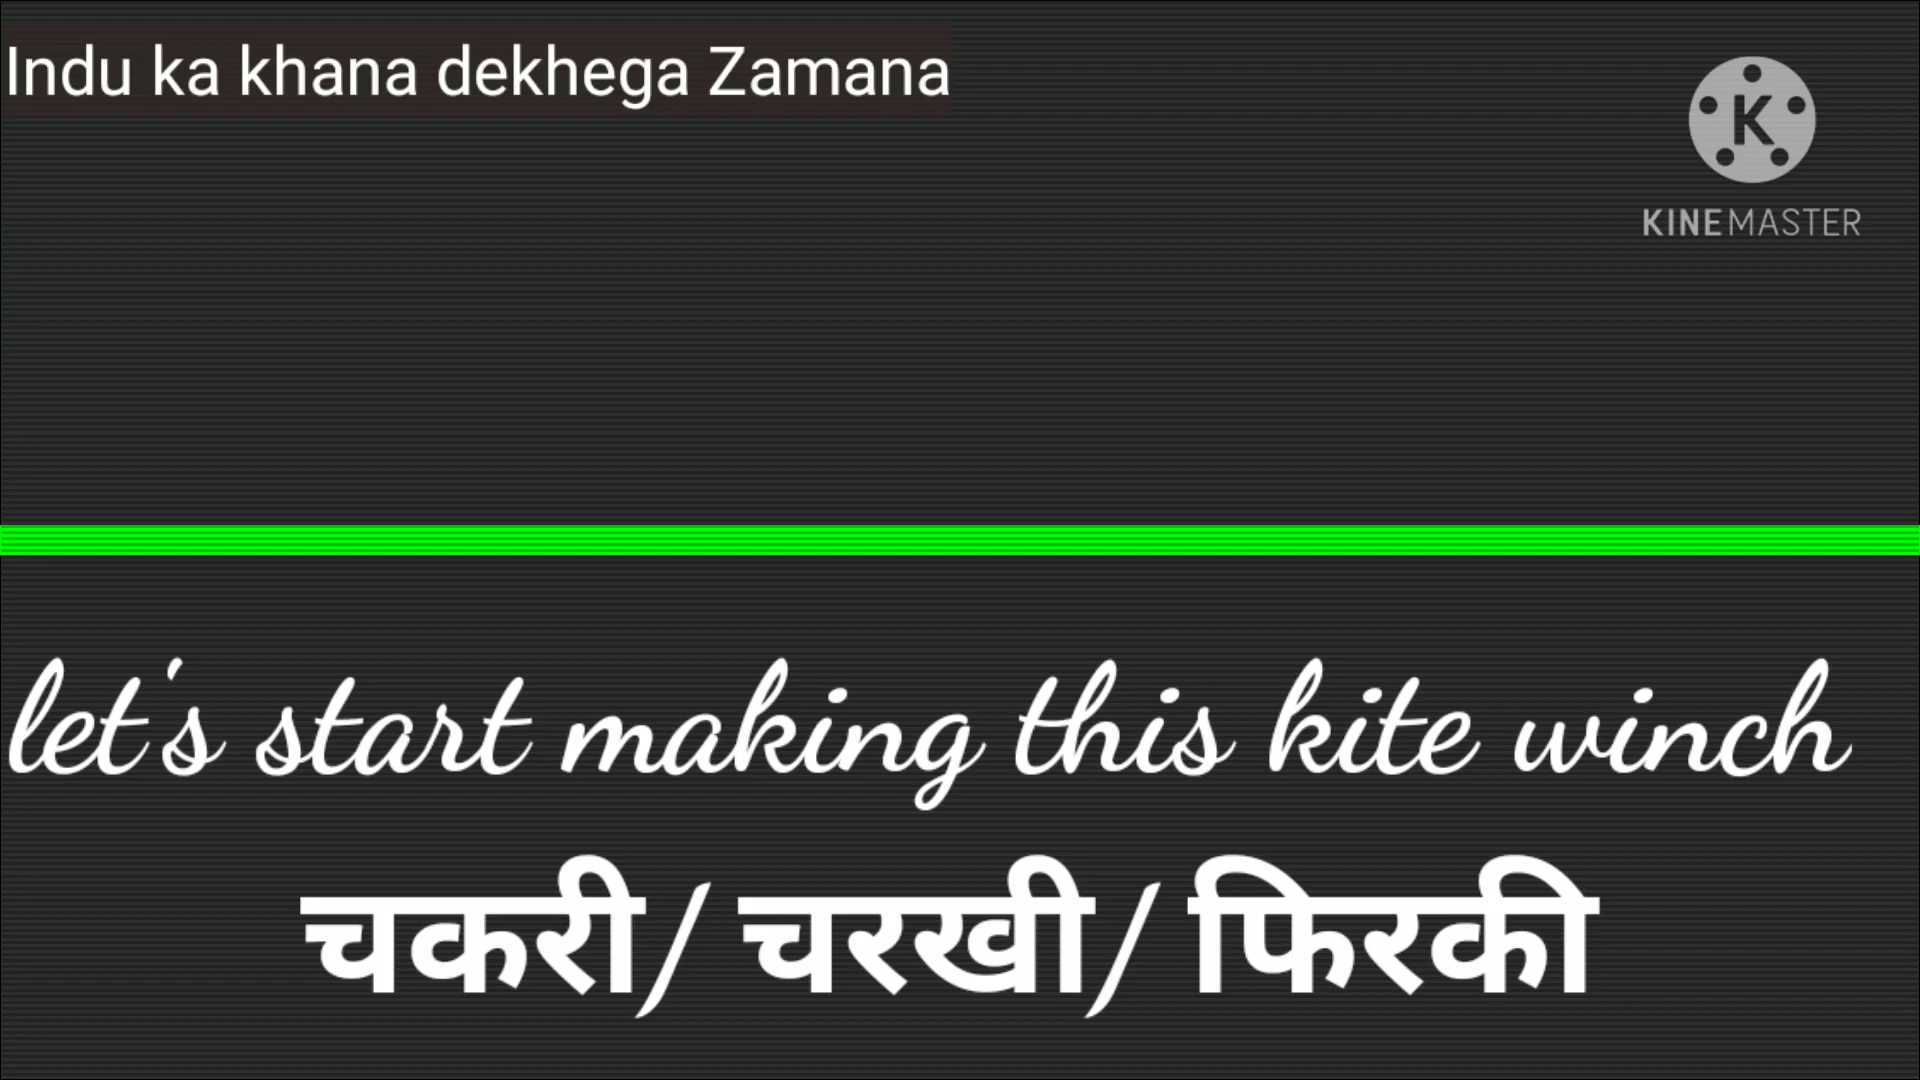 Indu ka khana dekhega Zamana
K
KINEMASTER
let's start making this kite winch
चकरी/ चरखी/ फिरकी